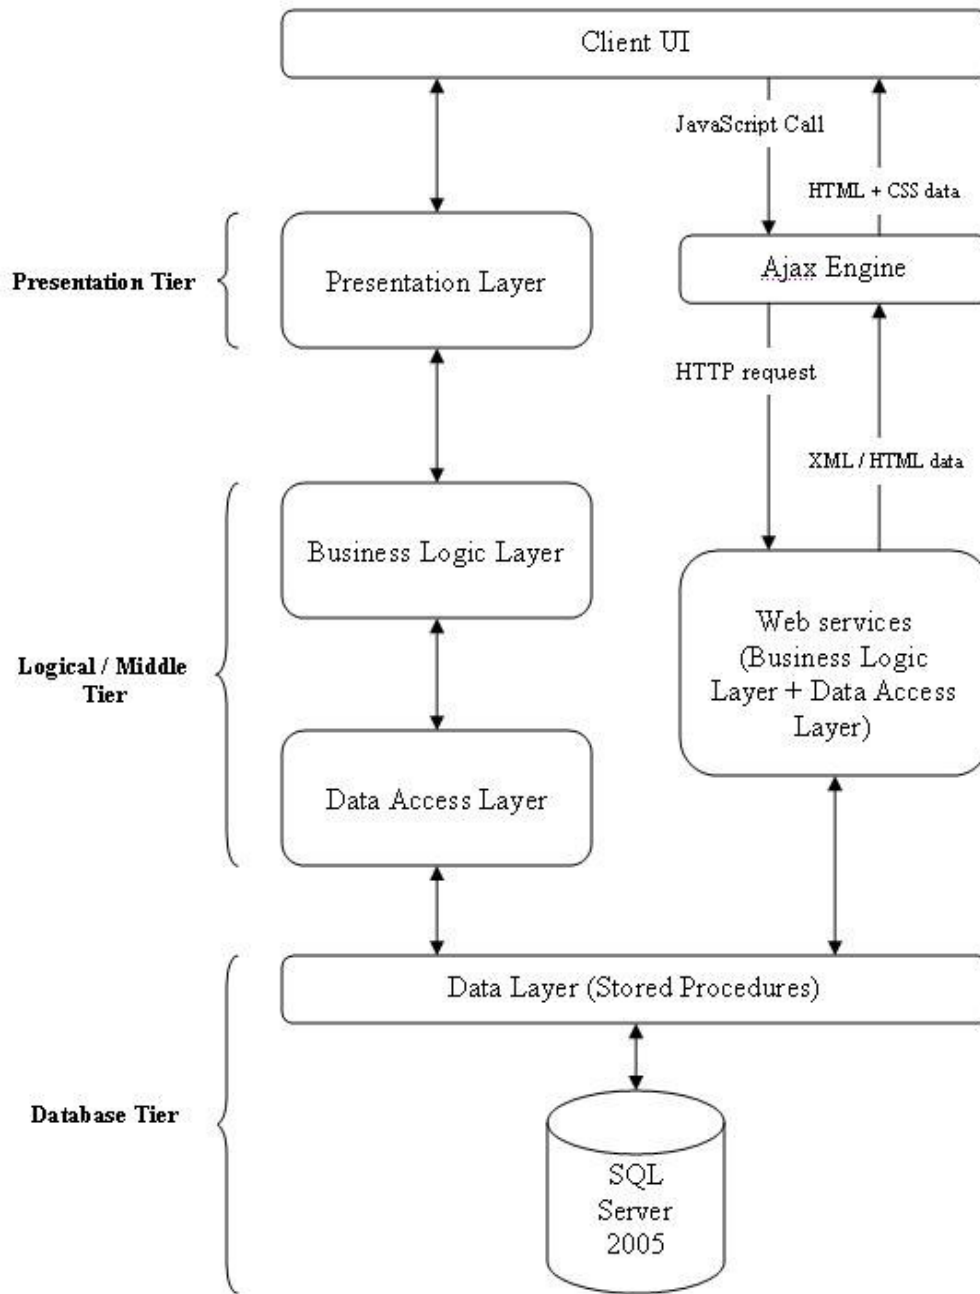 Client UI
JavaScript Call
HTML + CSS data
Presentation Tier
Presentation Layer
Ajax Engine
HTTP request
XML / HTML data
Business Logic Layer
Logical / Middle
Tier
Web services
(Business Logic
Layer + Data Access
Layer)
Data Access Layer
Data Layer (Stored Procedures)
Database Tier
SQL
Server
2005